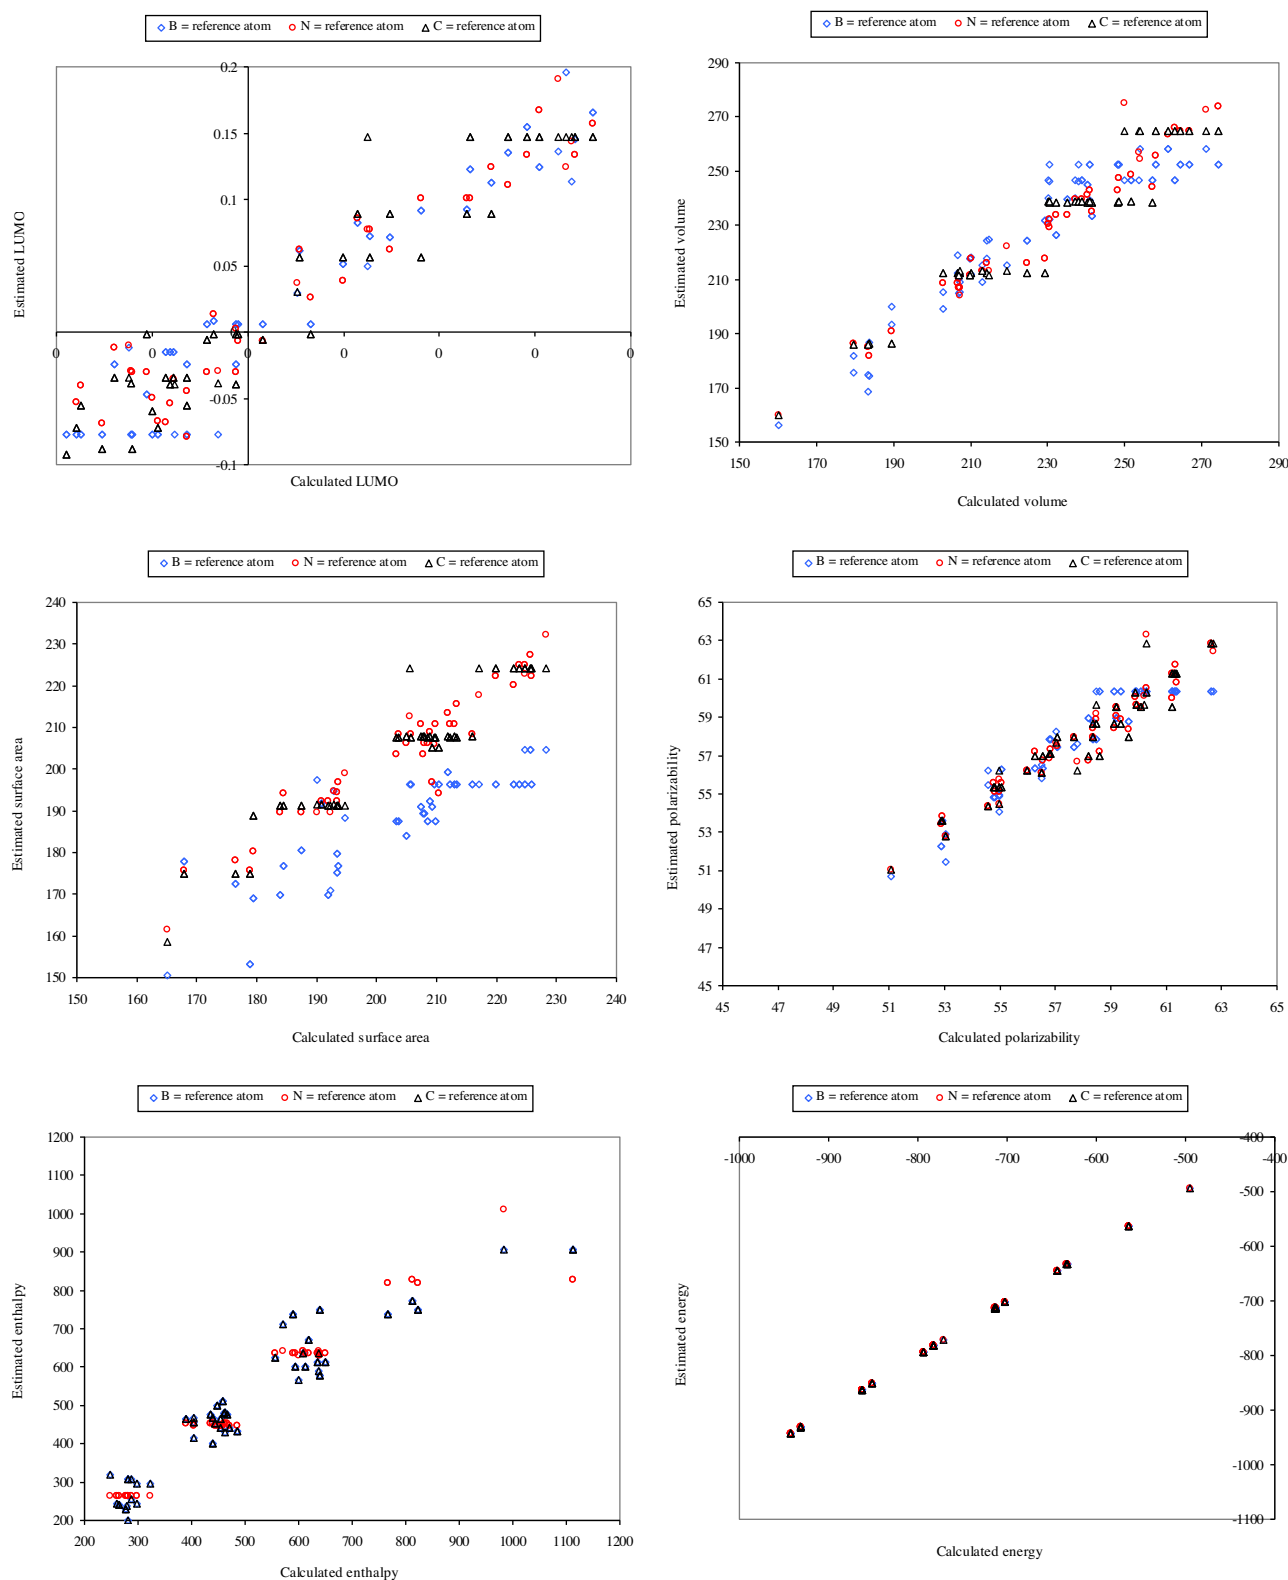 B = reference atom N = reference atom C = reference atom
0.2
0.15
0.1
0.05
0 0 0 0 0 0 0
-0.05
-0.1
Estimated LUMO
Calculated LUMO
B = reference atom N = reference atom C = reference atom
290
270
250
230
210
190
170
150
150 170 190 210 230 250 270 290
Estimated volume
Calculated volume
B = reference atom N = reference atom C = reference atom
240
230
220
210
200
190
180
170
160
150
150 160 170 180 190 200 210 220 230 240
Estimated surface area
Calculated surface area
B = reference atom N = reference atom C = reference atom
65
63
61
59
57
55
53
51
49
47
45
45 47 49 51 53 55 57 59 61 63 65
Estimated polarizability
Calculated polarizability
B = reference atom N = reference atom C = reference atom
1200
1100
1000
900
800
700
600
500
400
300
200
200 300 400 500 600 700 800 900 1000 1100 1200
Estimated enthalpy
Calculated enthalpy
B = reference atom N = reference atom C = reference atom
-1000 -900 -800 -700 -600 -500 -400
-400
-500
-600
-700
-800
-900
-1000
-1100
Estimated energy
Calculated energy